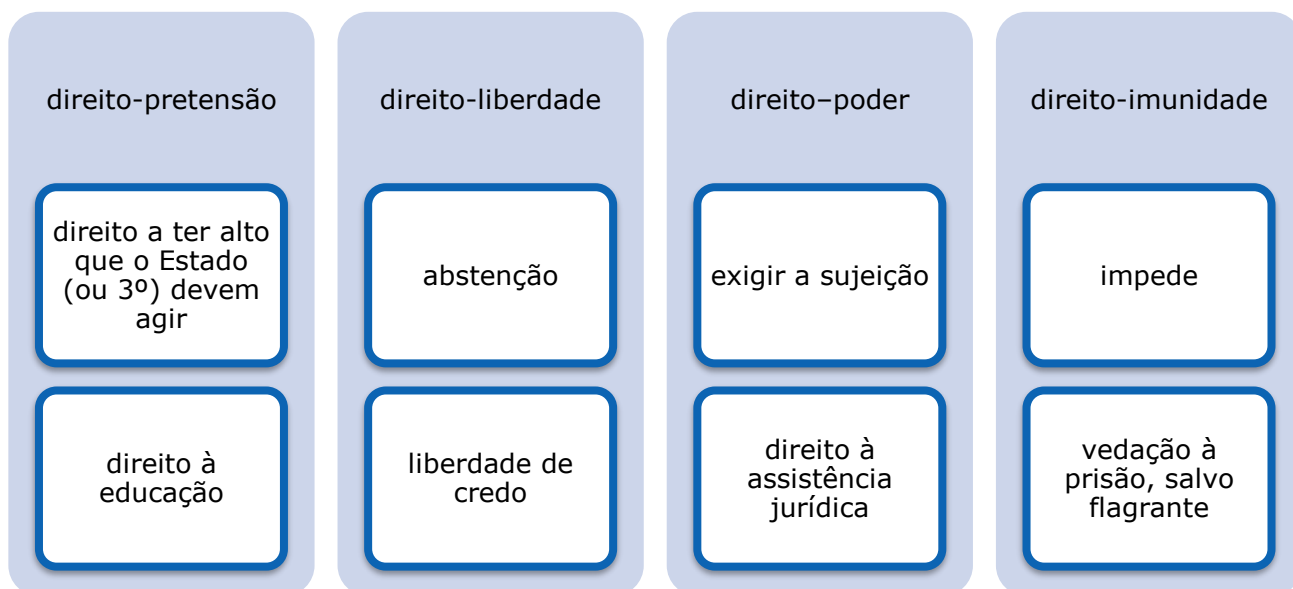 direito-pretensão
direito a ter alto
que o Estado
(ou 3º) devem
agir
direito à
educação
direito-liberdade
abstenção
liberdade de
credo
direito–poder
exigir a sujeição
direito à
assistência
jurídica
direito-imunidade
impede
vedação à
prisão, salvo
flagrante